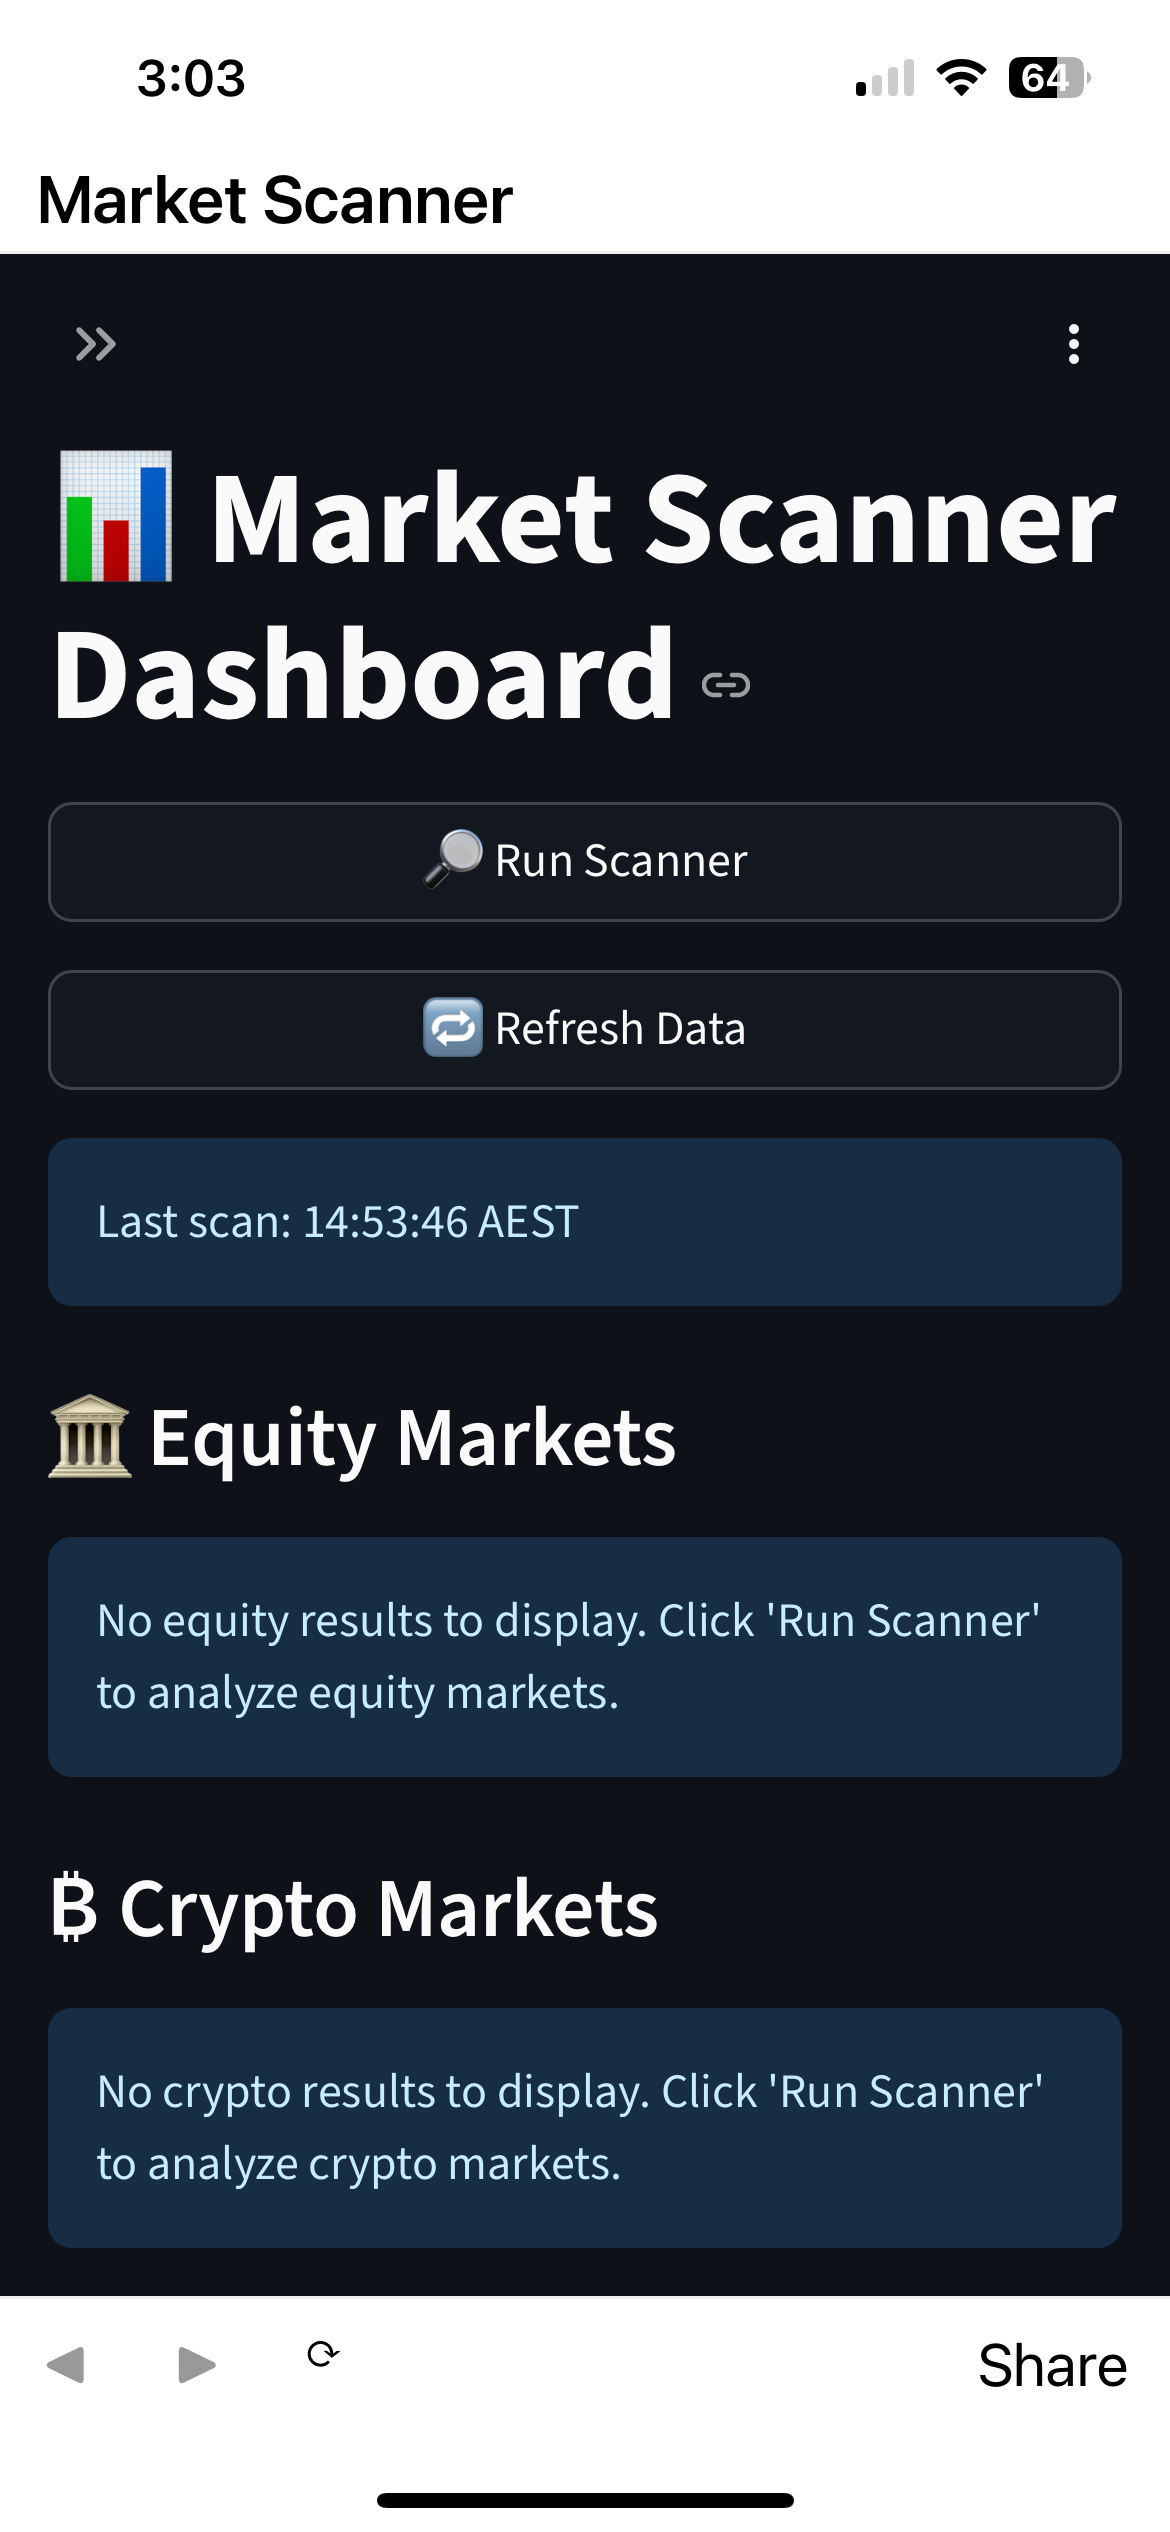 3:03
64
Market Scanner
📊 Market Scanner
Dashboard
🔎 Run Scanner
🔁 Refresh Data
Last scan: 14:53:46 AEST
🏛️ Equity Markets
No equity results to display. Click 'Run Scanner'
to analyze equity markets.
₿ Crypto Markets
No crypto results to display. Click 'Run Scanner'
to analyze crypto markets.
Share